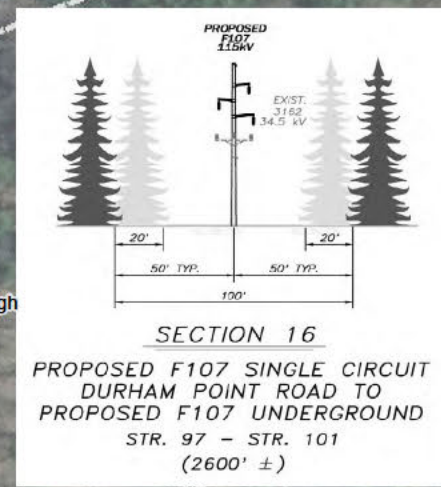 PROPOSED
F107
115kV
EXIST.
3162
34.5 kV
20'
20'
50' TYP.
50' TYP.
100'
gh
SECTION 16
PROPOSED F107 SINGLE CIRCUIT
DURHAM POINT ROAD TO
PROPOSED F107 UNDERGROUND
STR. 97 - STR. 101
(2600' ±)